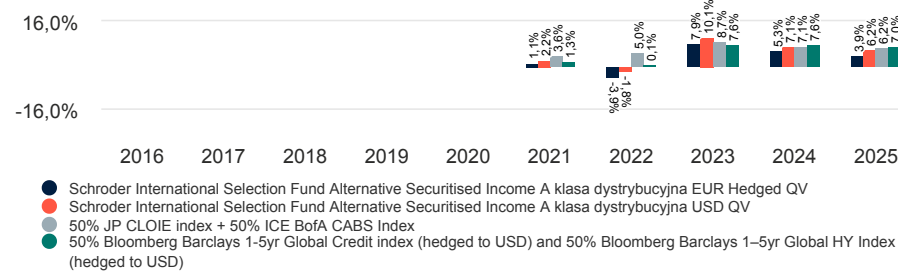 16,0%
1,1% 2,2% 3,6% 1,3% -3,9% -1,8% 5,0% 0,1% 7,9% 10,1% 8,7% 7,6% 5,3% 7,1% 7,1% 7,6% 3,9% 6,2% 6,2% 7,0%
-16,0%
2016 2017 2018 2019 2020 2021 2022 2023 2024 2025
Schroder International Selection Fund Alternative Securitised Income A klasa dystrybucyjna EUR Hedged QV
Schroder International Selection Fund Alternative Securitised Income A klasa dystrybucyjna USD QV
50% JP CLOIE index + 50% ICE BofA CABS Index
50% Bloomberg Barclays 1-5yr Global Credit index (hedged to USD) and 50% Bloomberg Barclays 1–5yr Global HY Index
(hedged to USD)